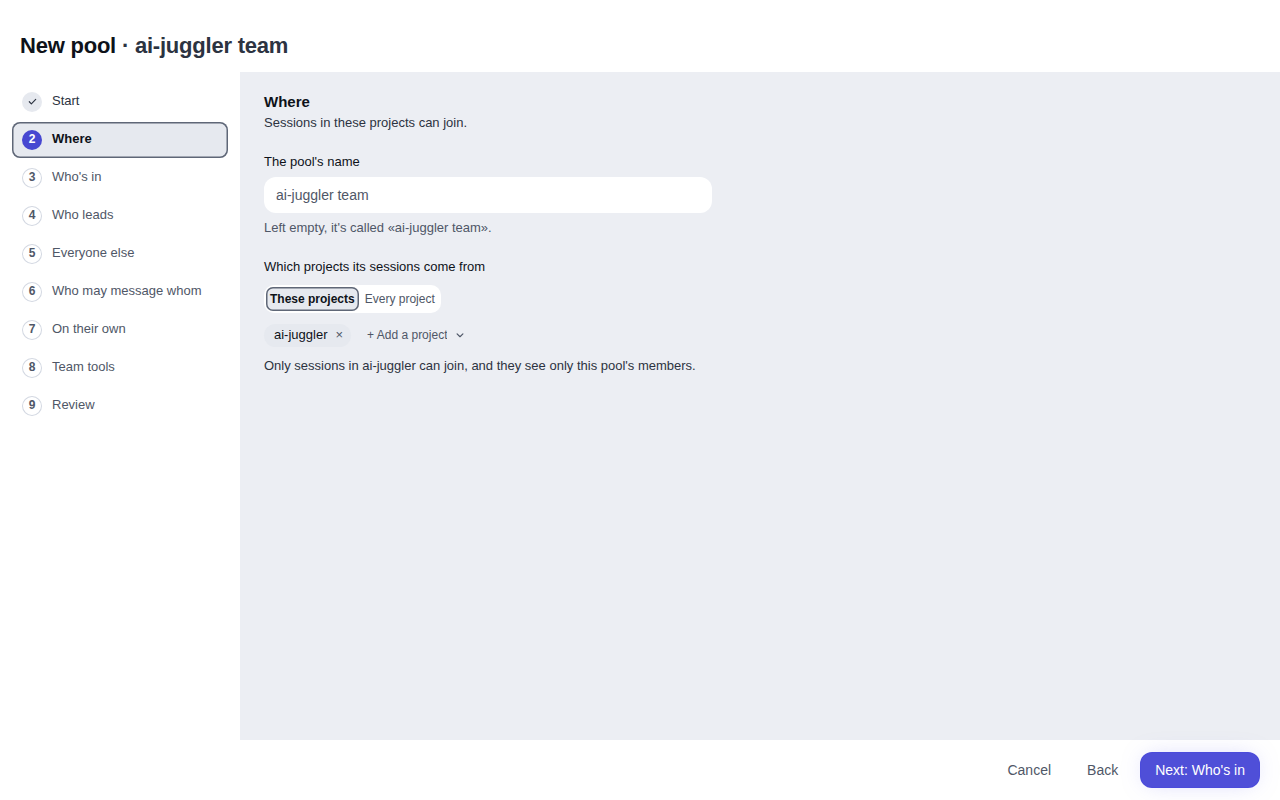 New pool · ai-juggler team
Start
2 Where
3 Who's in
4 Who leads
5 Everyone else
6 Who may message whom
7 On their own
8 Team tools
9 Review
Where
Sessions in these projects can join.
The pool's name
ai-juggler team
Left empty, it's called «ai-juggler team».
Which projects its sessions come from
These projects Every project
ai-juggler × + Add a project
Only sessions in ai-juggler can join, and they see only this pool's members.
Cancel Back Next: Who's in